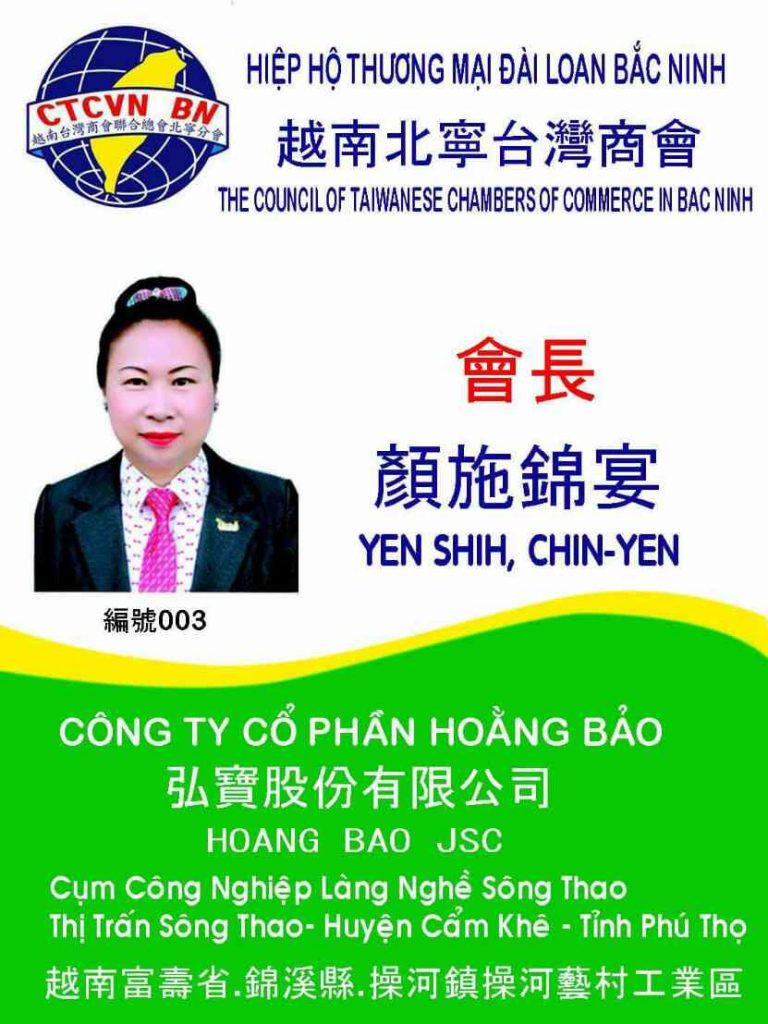 CTCVN BN
越南台灣商會聯合總會北寧分會
HIỆP HỘ THƯƠNG MẠI ĐÀI LOAN BẮC NINH
越南北寧台灣商會
THE COUNCIL OF TAIWANESE CHAMBERS OF COMMERCE IN BAC NINH
會長
顏施錦宴
YEN SHIH, CHIN-YEN
編號003
CÔNG TY CỔ PHẦN HOẰNG BẢO
弘寶股份有限公司
HOANG BAO JSC
Cụm Công Nghiệp Làng Nghề Sông Thao
Thị Trấn Sông Thao- Huyện Cẩm Khê - Tỉnh Phú Thọ
越南富壽省.錦溪縣.操河鎮操河藝村工業區